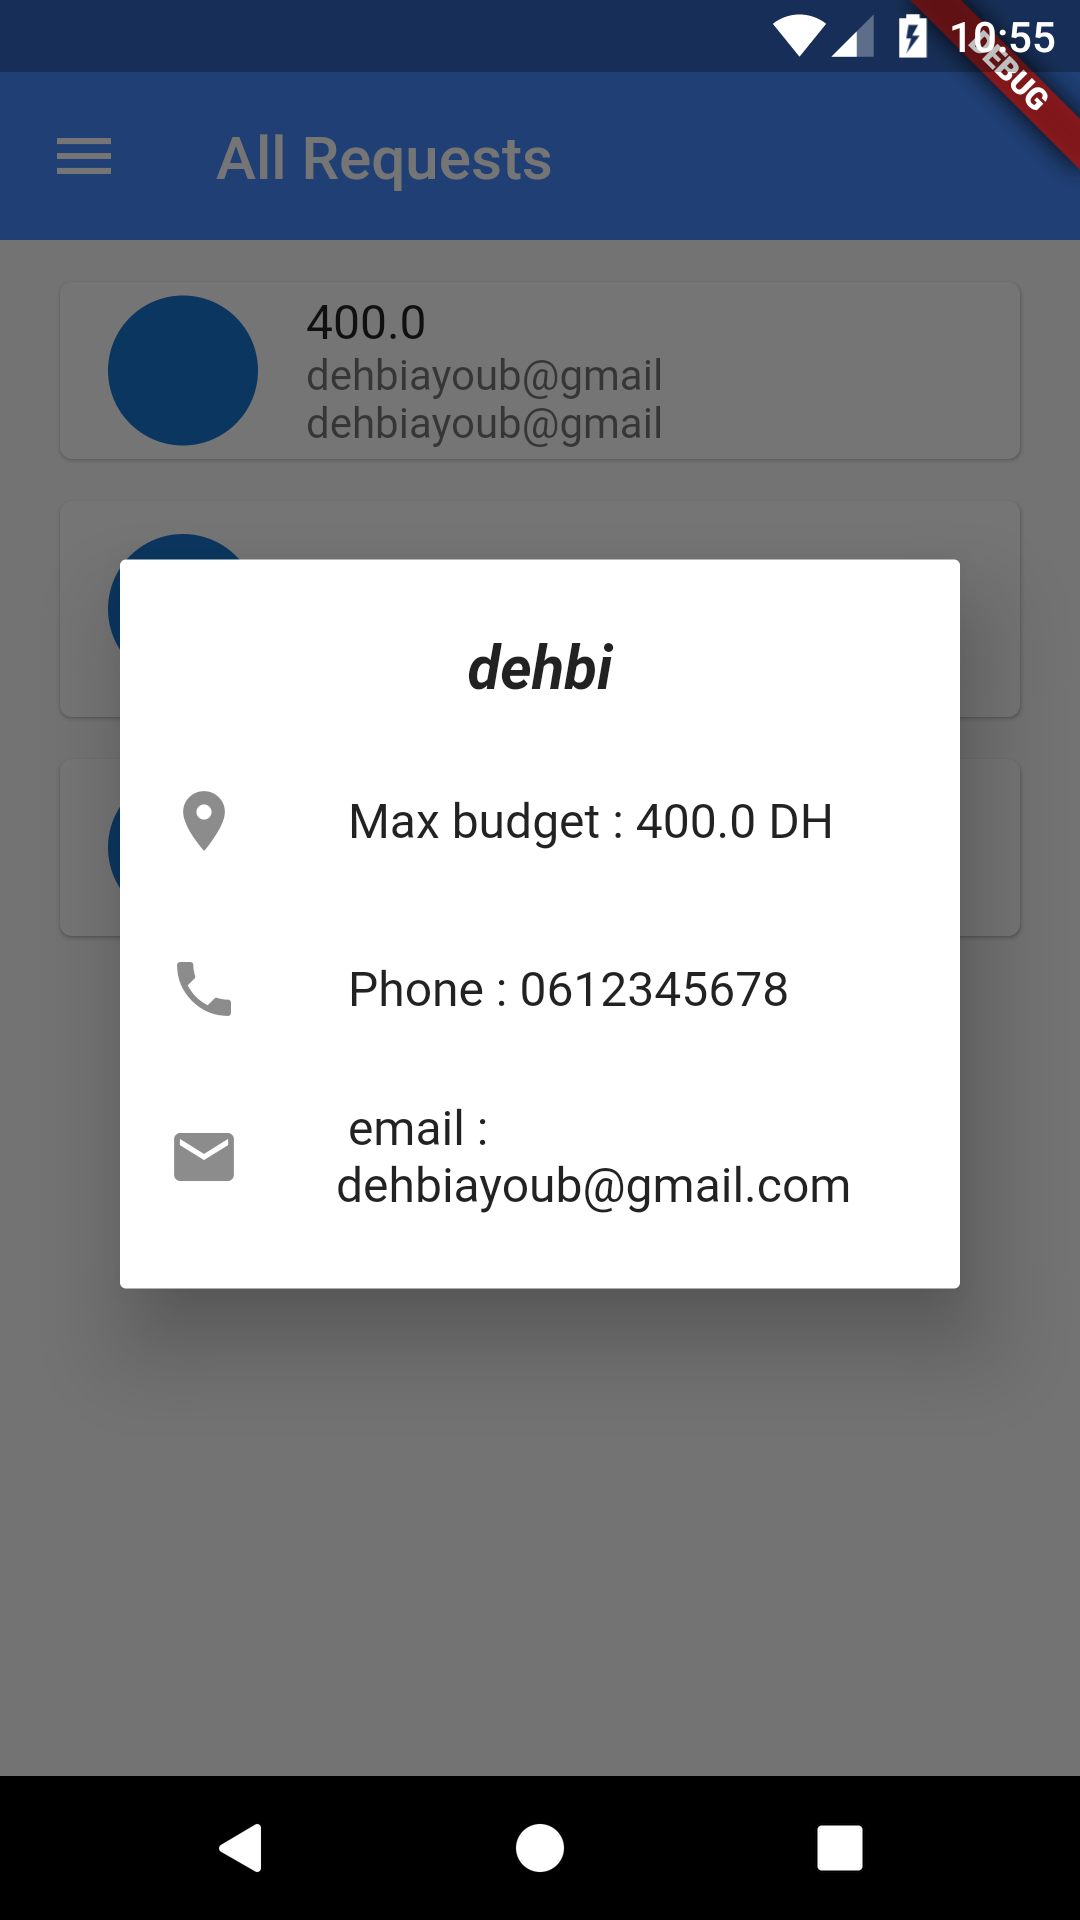 10:55
DEBUG
All Requests
400.0
dehbiayoub@gmail
dehbiayoub@gmail
dehbi
Max budget : 400.0 DH
Phone : 0612345678
email :
dehbiayoub@gmail.com